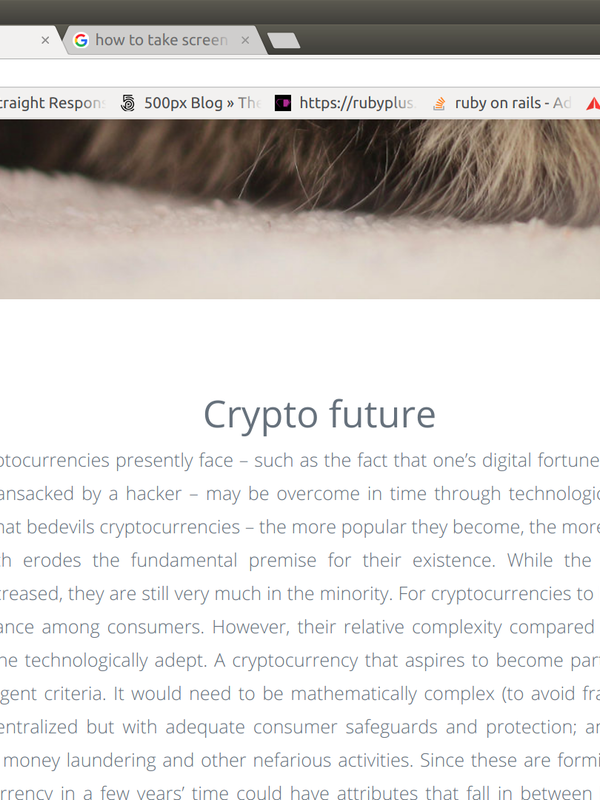 how to take screen
traight Respons
500px Blog » The
https://rubyplus.
ruby on rails - Ad
Crypto future
ptocurrencies presently face – such as the fact that one’s digital fortune
ansacked by a hacker – may be overcome in time through technologic
hat bedevils cryptocurrencies – the more popular they become, the more
ch erodes the fundamental premise for their existence. While the
creased, they are still very much in the minority. For cryptocurrencies to
ance among consumers. However, their relative complexity compared
he technologically adept. A cryptocurrency that aspires to become part
gent criteria. It would need to be mathematically complex (to avoid fra
entralized but with adequate consumer safeguards and protection; an
money laundering and other nefarious activities. Since these are formi
rrency in a few years’ time could have attributes that fall in between